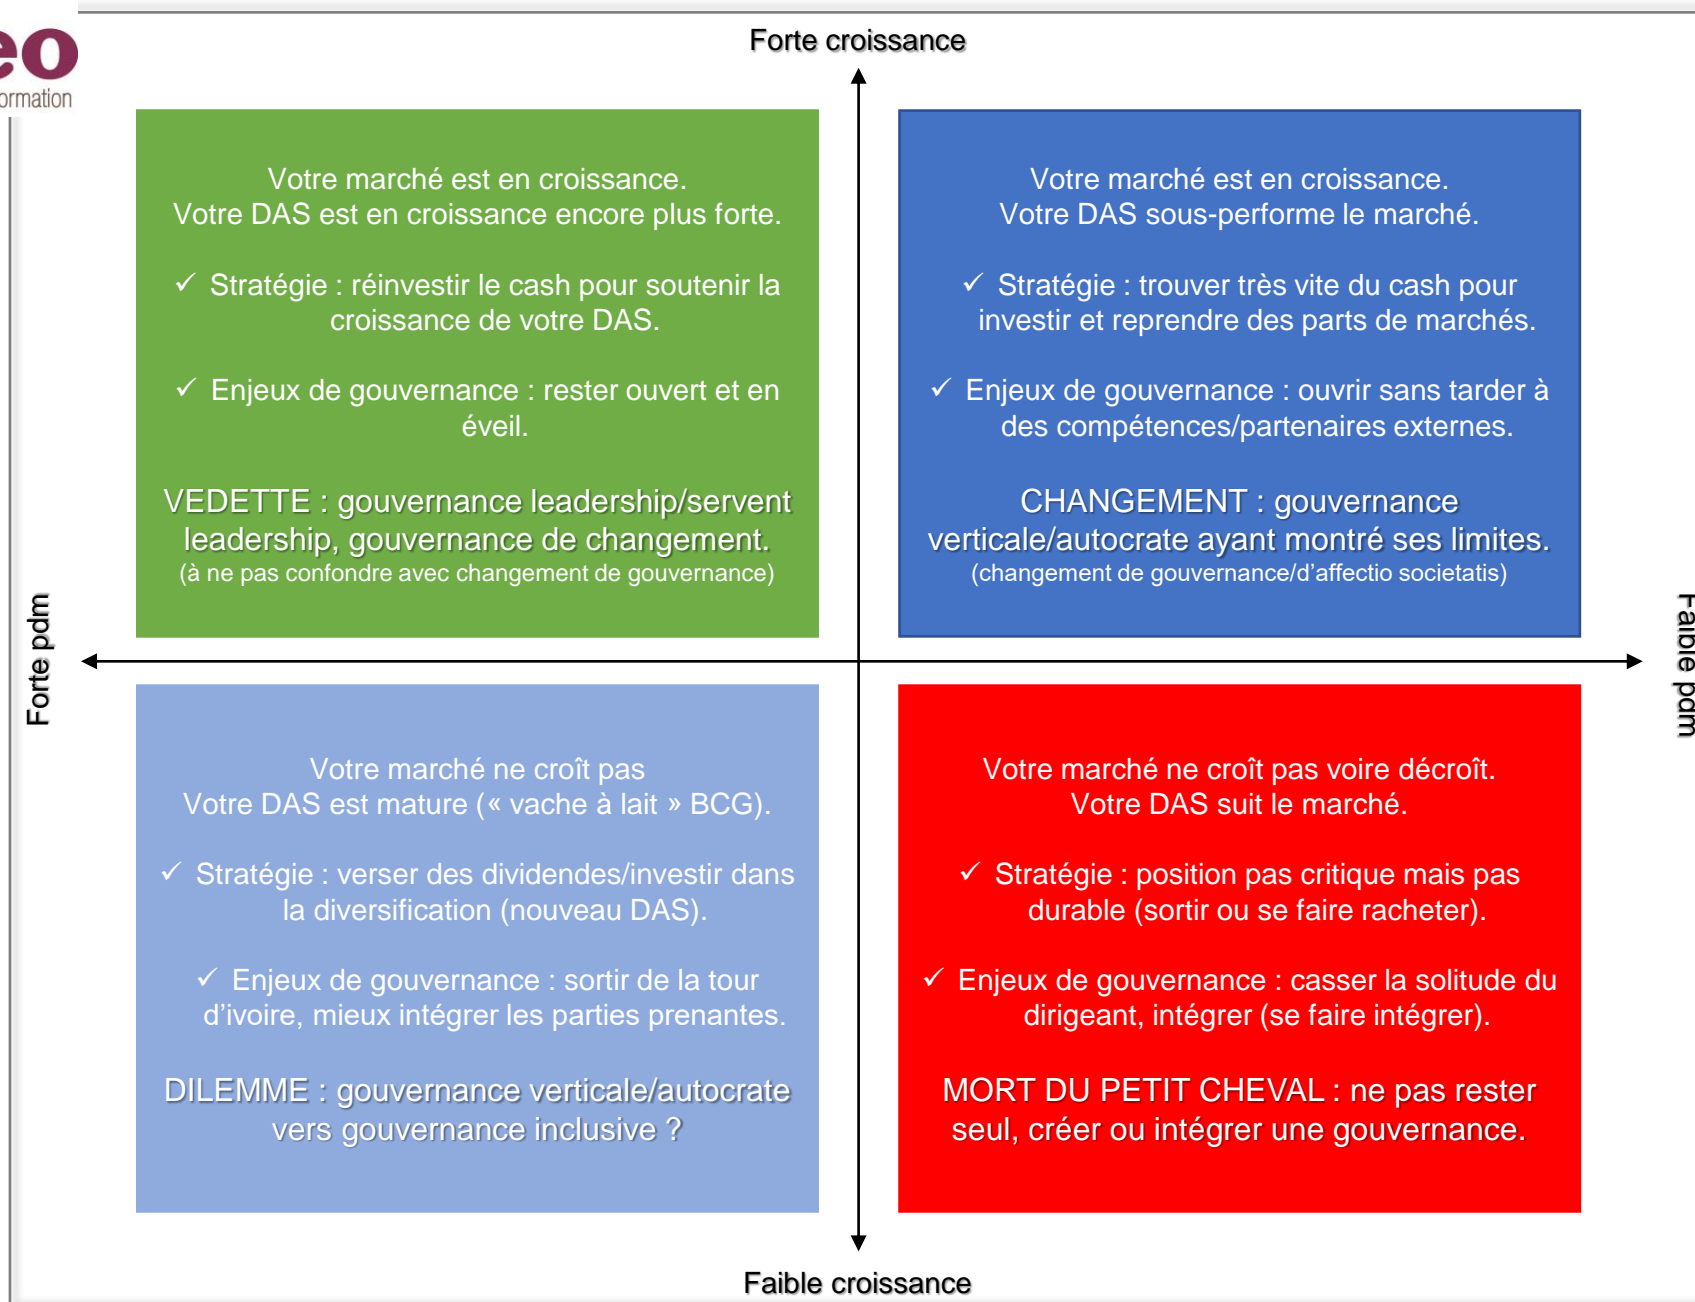 eo
ormation
Forte croissance
Votre marché est en croissance.
Votre DAS est en croissance encore plus forte.
✓ Stratégie : réinvestir le cash pour soutenir la
croissance de votre DAS.
✓ Enjeux de gouvernance : rester ouvert et en
éveil.
VEDETTE : gouvernance leadership/servent
leadership, gouvernance de changement.
(à ne pas confondre avec changement de gouvernance)
Votre marché est en croissance.
Votre DAS sous-performe le marché.
✓ Stratégie : trouver très vite du cash pour
investir et reprendre des parts de marchés.
✓ Enjeux de gouvernance : ouvrir sans tarder à
des compétences/partenaires externes.
CHANGEMENT : gouvernance
verticale/autocrate ayant montré ses limites.
(changement de gouvernance/d'affectio societatis)
Forte pdm
Faible pdm
Votre marché ne croît pas
Votre DAS est mature (« vache à lait » BCG).
✓ Stratégie : verser des dividendes/investir dans
la diversification (nouveau DAS).
✓ Enjeux de gouvernance : sortir de la tour
d'ivoire, mieux intégrer les parties prenantes.
DILEMME : gouvernance verticale/autocrate
vers gouvernance inclusive ?
Votre marché ne croît pas voire décroît.
Votre DAS suit le marché.
✓ Stratégie : position pas critique mais pas
durable (sortir ou se faire racheter).
✓ Enjeux de gouvernance : casser la solitude du
dirigeant, intégrer (se faire intégrer).
MORT DU PETIT CHEVAL : ne pas rester
seul, créer ou intégrer une gouvernance.
Faible croissance